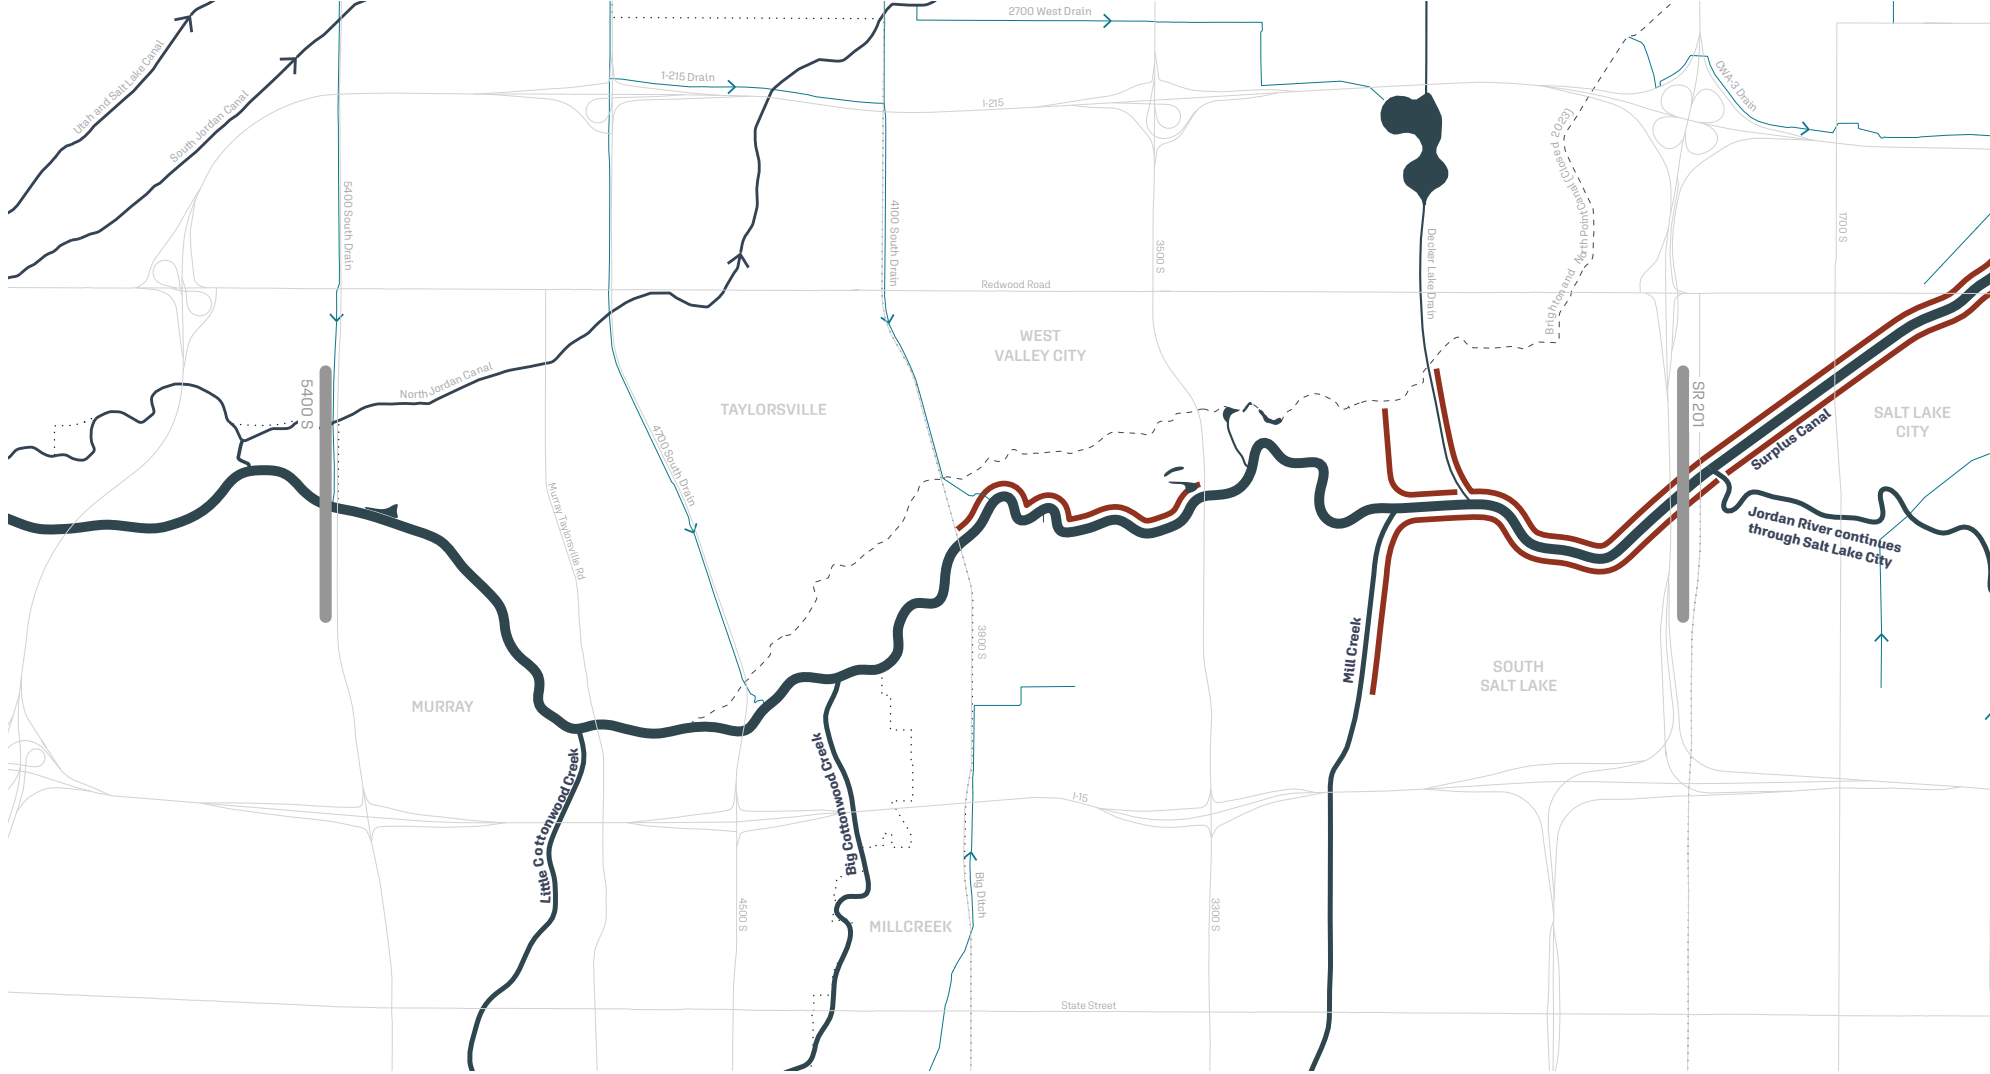 2700 West Drain
Utah and Salt Lake Canal
South Jordan Canal
I-215 Drain
I-215
CWA-3 Drain
Brighton and North Point Canal (Closed 2023)
5400 South Drain
4100 South Drain
3500 S
Decker Lake Drain
1700 S
Redwood Road
WEST
VALLEY CITY
North Jordan Canal
5400 S
TAYLORSVILLE
SR 201
SALT LAKE
CITY
Surplus Canal
4700 South Drain
Murray Taylorsville Rd
Jordan River continues
through Salt Lake City
3900 S
Mill Creek
SOUTH
SALT LAKE
MURRAY
Little Cottonwood Creek
Big Cottonwood Creek
I-15
Big Ditch
4500 S
3300 S
MILLCREEK
State Street